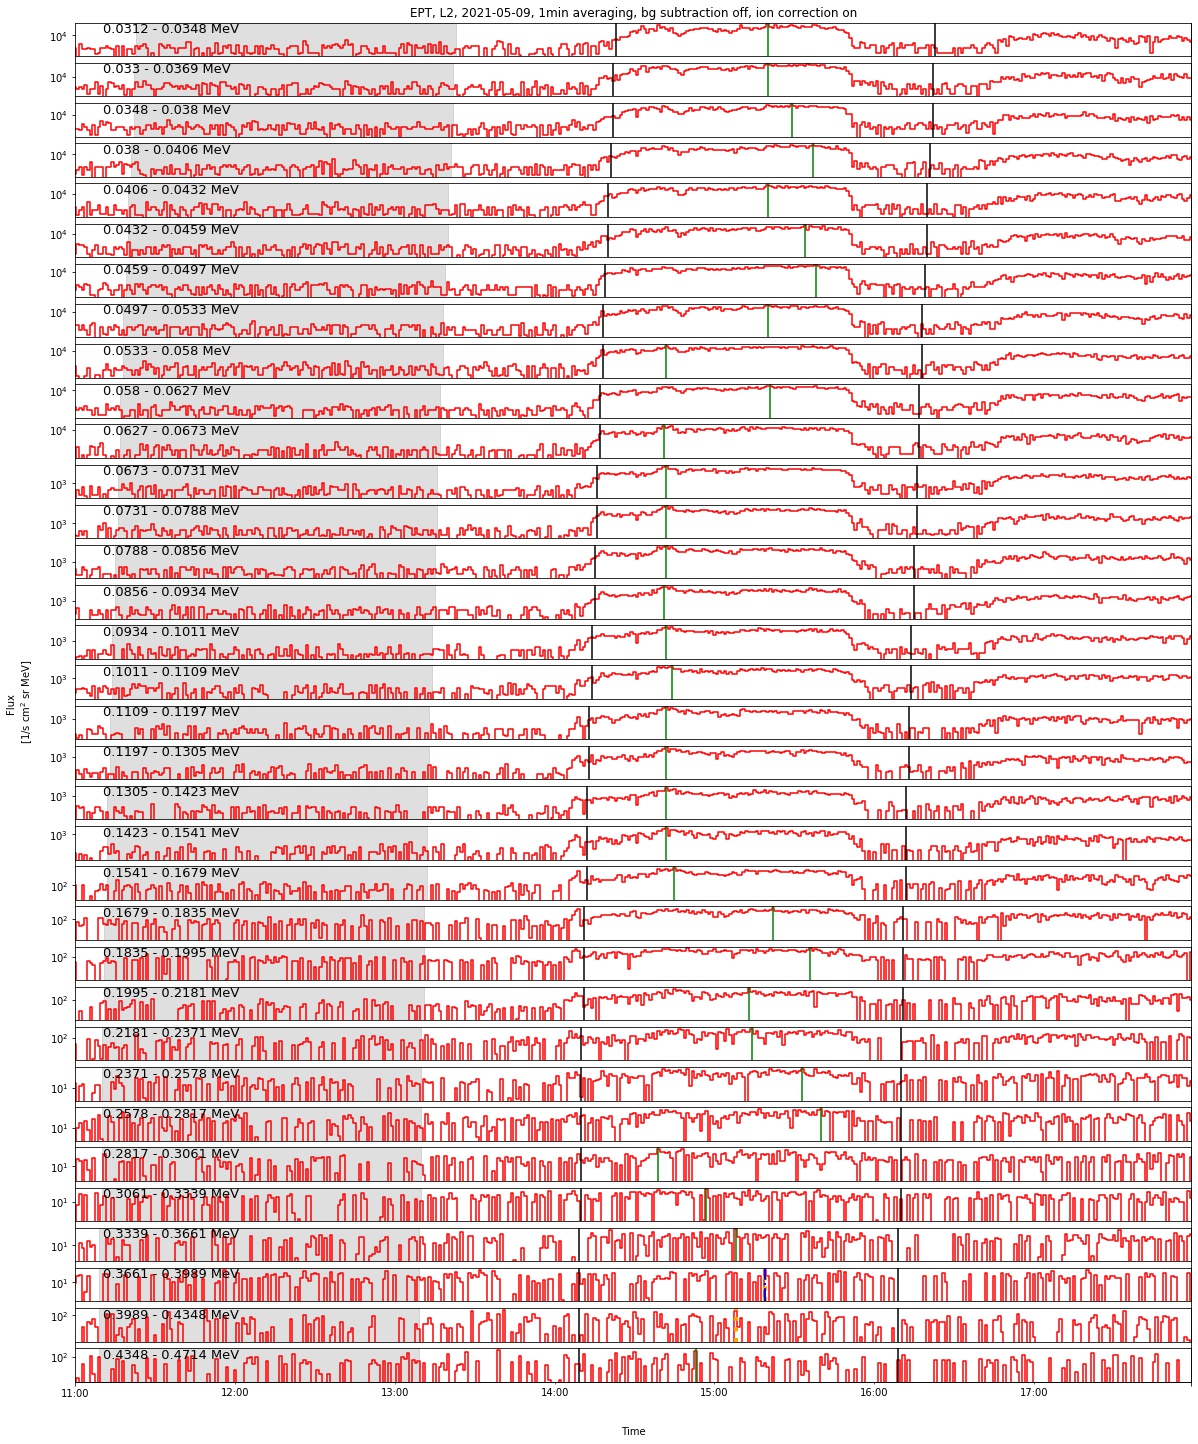 EPT, L2, 2021-05-09, 1min averaging, bg subtraction off, ion correction on
10⁴ 0.0312 - 0.0348 MeV
10⁴ 0.033 - 0.0369 MeV
10⁴ 0.0348 - 0.038 MeV
10⁴ 0.038 - 0.0406 MeV
10⁴ 0.0406 - 0.0432 MeV
10⁴ 0.0432 - 0.0459 MeV
10⁴ 0.0459 - 0.0497 MeV
10⁴ 0.0497 - 0.0533 MeV
10⁴ 0.0533 - 0.058 MeV
10⁴ 0.058 - 0.0627 MeV
10⁴ 0.0627 - 0.0673 MeV
10³ 0.0673 - 0.0731 MeV
10³ 0.0731 - 0.0788 MeV
10³ 0.0788 - 0.0856 MeV
10³ 0.0856 - 0.0934 MeV
10³ 0.0934 - 0.1011 MeV
10³ 0.1011 - 0.1109 MeV
10³ 0.1109 - 0.1197 MeV
10³ 0.1197 - 0.1305 MeV
10³ 0.1305 - 0.1423 MeV
10³ 0.1423 - 0.1541 MeV
10² 0.1541 - 0.1679 MeV
10² 0.1679 - 0.1835 MeV
10² 0.1835 - 0.1995 MeV
10² 0.1995 - 0.2181 MeV
10² 0.2181 - 0.2371 MeV
10¹ 0.2371 - 0.2578 MeV
10¹ 0.2578 - 0.2817 MeV
10¹ 0.2817 - 0.3061 MeV
10¹ 0.3061 - 0.3339 MeV
10¹ 0.3339 - 0.3661 MeV
10¹ 0.3661 - 0.3989 MeV
10² 0.3989 - 0.4348 MeV
10² 0.4348 - 0.4714 MeV
Flux
[1/s cm² sr MeV]
11:00 12:00 13:00 14:00 15:00 16:00 17:00
Time